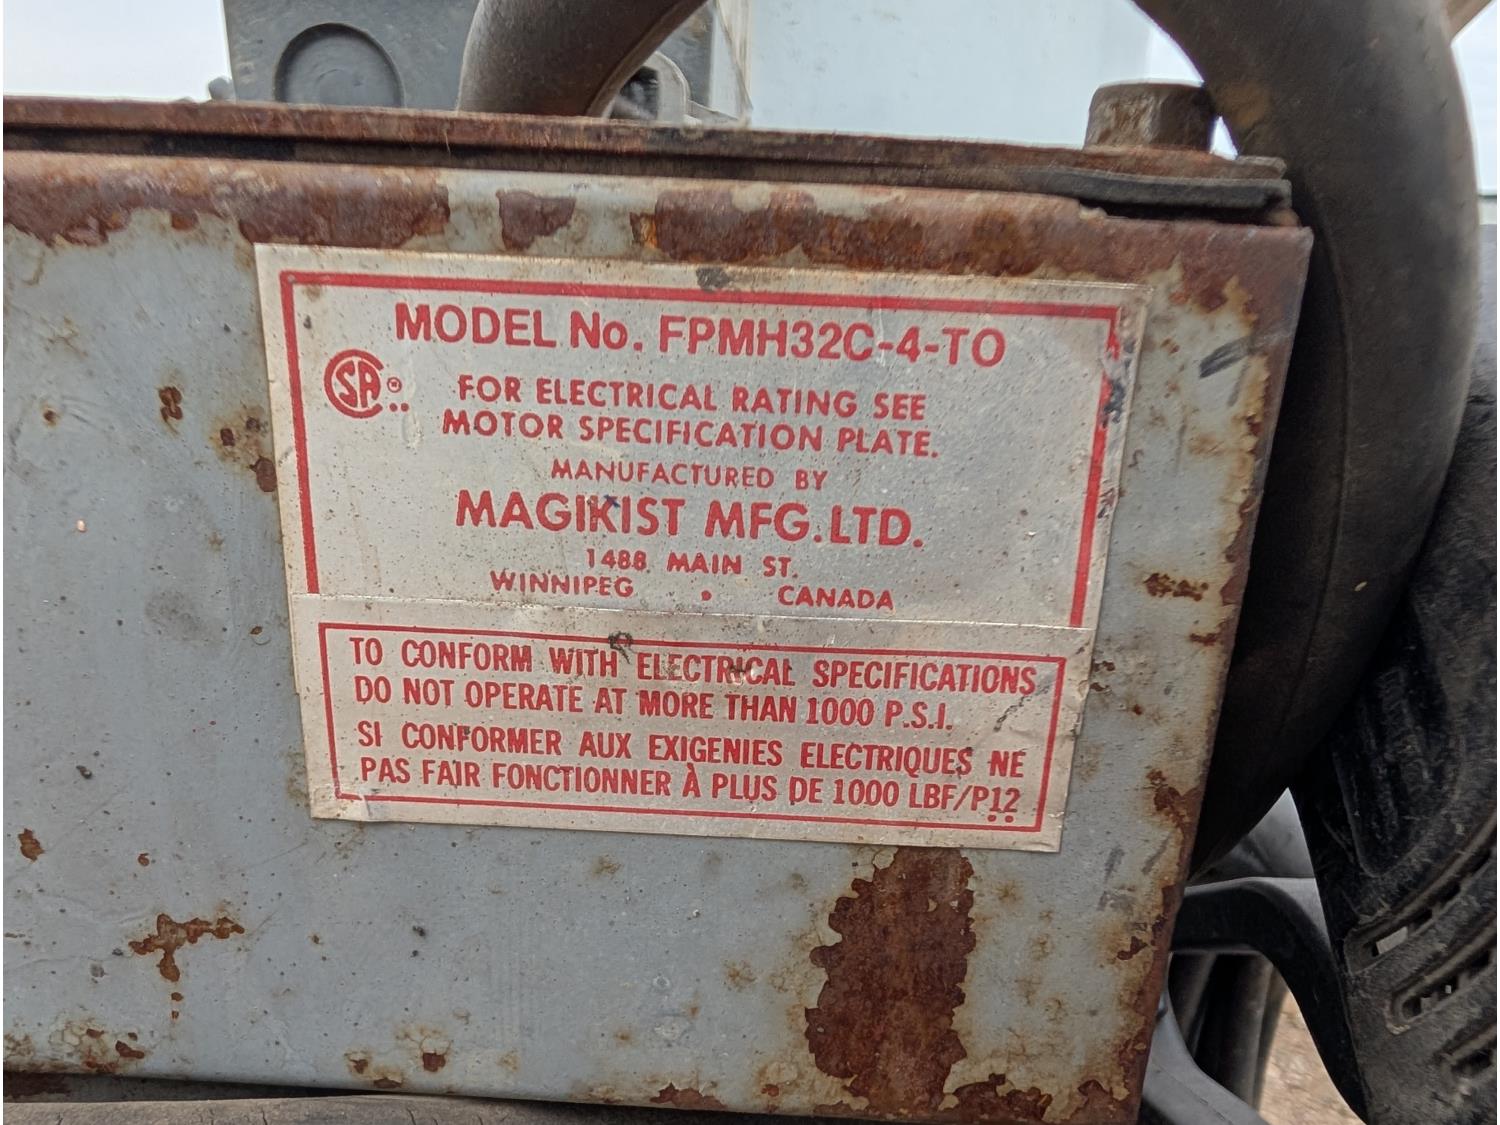 MODEL No. FPMH32C-4-TO
CSA ®
FOR ELECTRICAL RATING SEE
MOTOR SPECIFICATION PLATE.
MANUFACTURED BY
MAGIKIST MFG. LTD.
1488 MAIN ST.
WINNIPEG • CANADA
TO CONFORM WITH ELECTRICAL SPECIFICATIONS
DO NOT OPERATE AT MORE THAN 1000 P.S.I.
SI CONFORMER AUX EXIGENIES ELECTRIQUES NE
PAS FAIR FONCTIONNER À PLUS DE 1000 LBF/P12